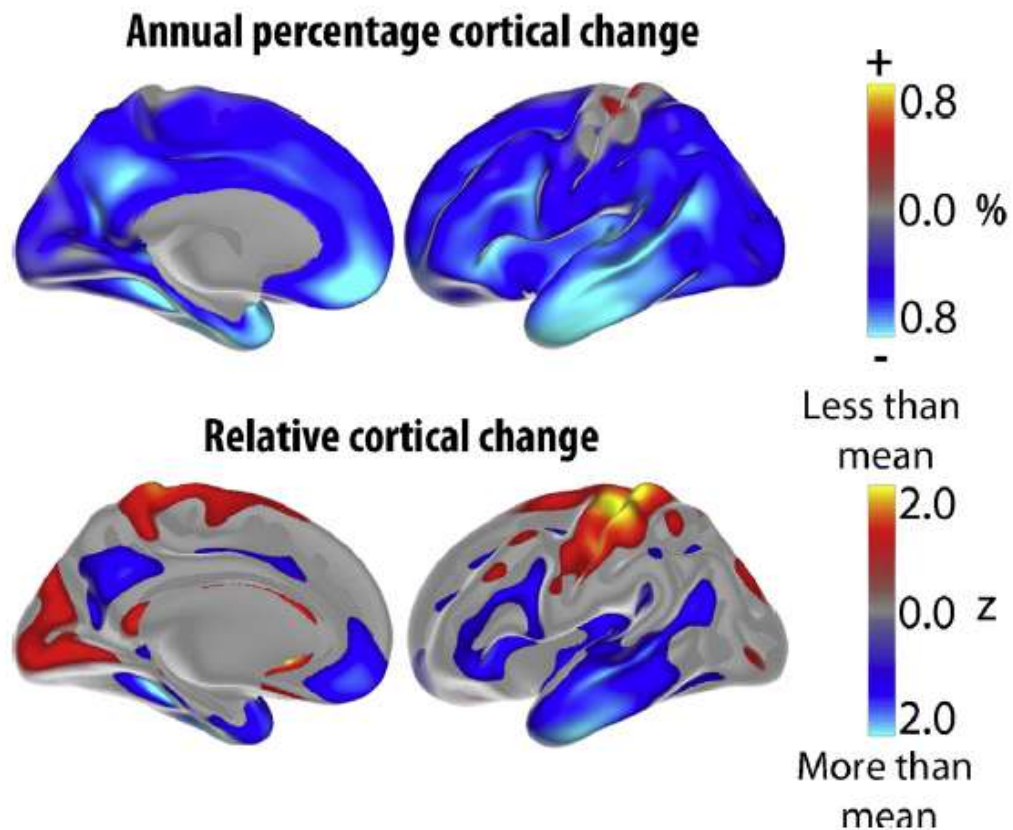 Annual percentage cortical change
+
0.8
0.0 %
0.8
-
Less than
mean
Relative cortical change
2.0
0.0 Z
2.0
More than
mean